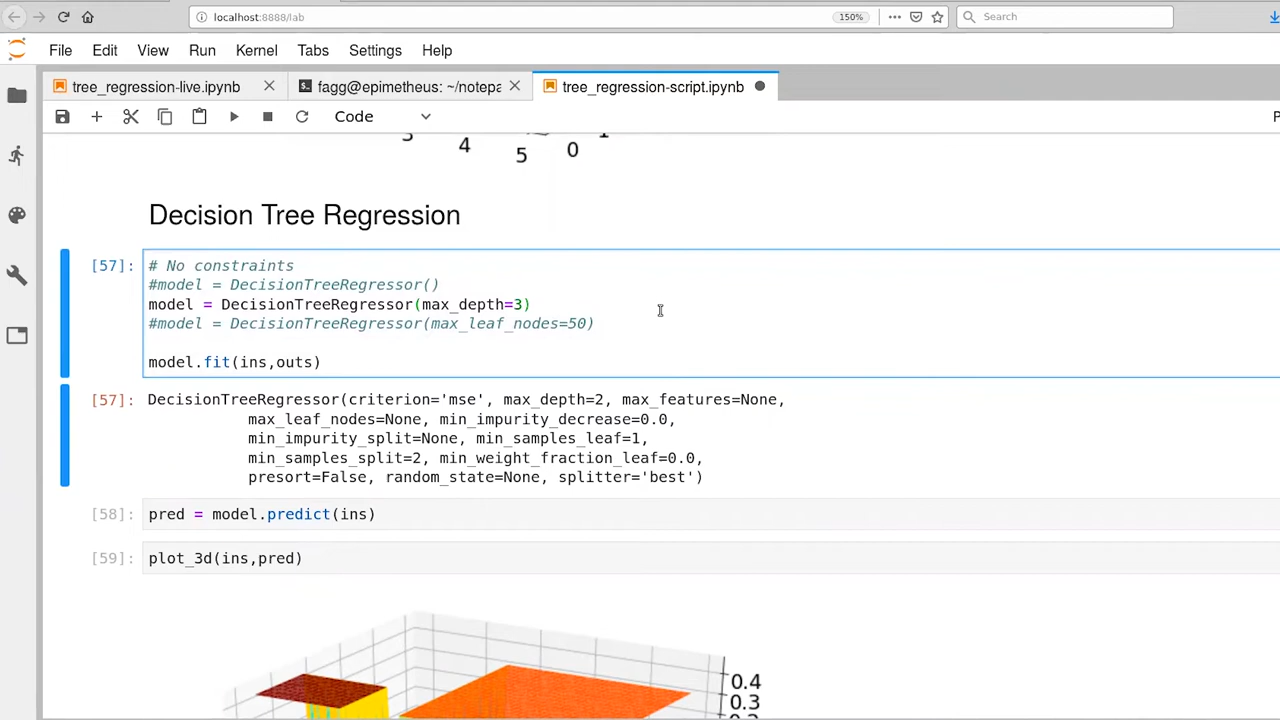 localhost:8888/lab
150%
Search
File Edit View Run Kernel Tabs Settings Help
tree_regression-live.ipynb
fagg@epimetheus: ~/notepa
tree_regression-script.ipynb
Code
P
3 4 5 0 1
Decision Tree Regression
[57]:
# No constraints
#model = DecisionTreeRegressor()
model = DecisionTreeRegressor(max_depth=3)
#model = DecisionTreeRegressor(max_leaf_nodes=50)
model.fit(ins,outs)
[57]:
DecisionTreeRegressor(criterion='mse', max_depth=2, max_features=None,
max_leaf_nodes=None, min_impurity_decrease=0.0,
min_impurity_split=None, min_samples_leaf=1,
min_samples_split=2, min_weight_fraction_leaf=0.0,
presort=False, random_state=None, splitter='best')
[58]:
pred = model.predict(ins)
[59]:
plot_3d(ins,pred)
0.4
0.3